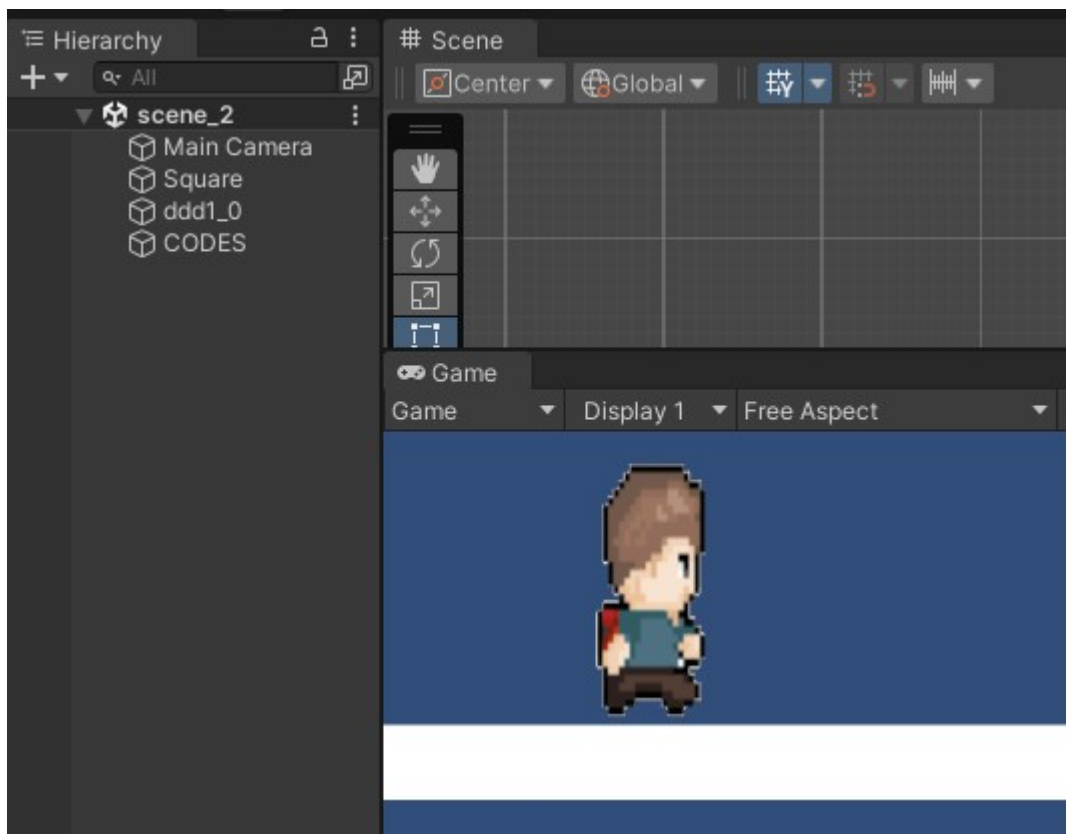 Hierarchy
All
scene_2
Main Camera
Square
ddd1_0
CODES
Scene
Center
Global
Game
Game
Display 1
Free Aspect